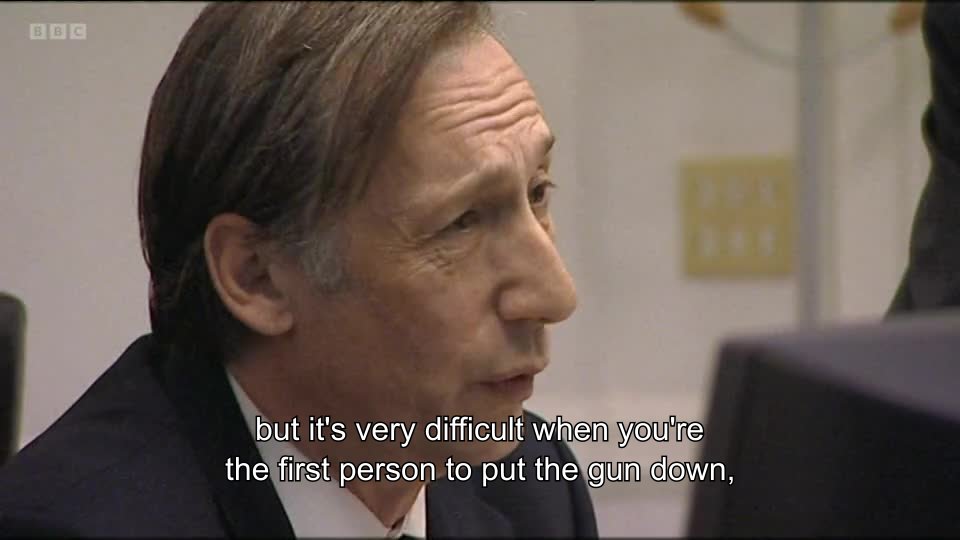 BBC
but it's very difficult when you're
the first person to put the gun down,